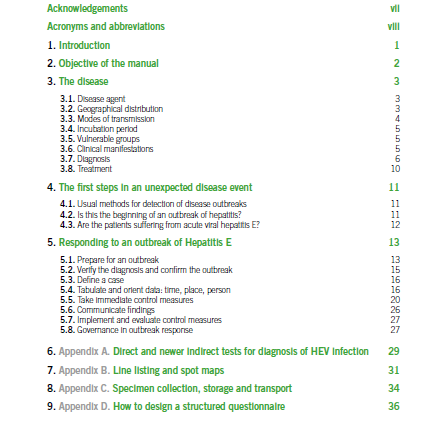 Acknowledgements vii
Acronyms and abbreviations viii
1. Introduction 1
2. Objective of the manual 2
3. The disease 3
3.1. Disease agent 3
3.2. Geographical distribution 3
3.3. Modes of transmission 4
3.4. Incubation period 5
3.5. Vulnerable groups 5
3.6. Clinical manifestations 5
3.7. Diagnosis 6
3.8. Treatment 10
4. The first steps in an unexpected disease event 11
4.1. Usual methods for detection of disease outbreaks 11
4.2. Is this the beginning of an outbreak of hepatitis? 11
4.3. Are the patients suffering from acute viral hepatitis E? 12
5. Responding to an outbreak of Hepatitis E 13
5.1. Prepare for an outbreak 13
5.2. Verify the diagnosis and confirm the outbreak 15
5.3. Define a case 16
5.4. Tabulate and orient data: time, place, person 16
5.5. Take immediate control measures 20
5.6. Communicate findings 26
5.7. Implement and evaluate control measures 27
5.8. Governance in outbreak response 27
6. Appendix A. Direct and newer indirect tests for diagnosis of HEV infection 29
7. Appendix B. Line listing and spot maps 31
8. Appendix C. Specimen collection, storage and transport 34
9. Appendix D. How to design a structured questionnaire 36